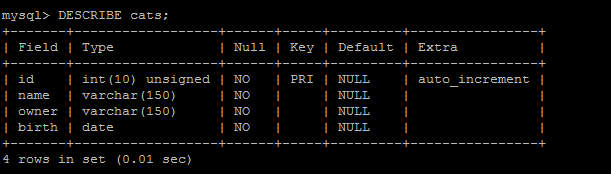 mysql> DESCRIBE cats;
+-------+------------------+------+-----+---------+----------------+
| Field | Type             | Null | Key | Default | Extra          |
+-------+------------------+------+-----+---------+----------------+
| id    | int(10) unsigned | NO   | PRI | NULL    | auto_increment |
| name  | varchar(150)     | NO   |     | NULL    |                |
| owner | varchar(150)     | NO   |     | NULL    |                |
| birth | date             | NO   |     | NULL    |                |
+-------+------------------+------+-----+---------+----------------+
4 rows in set (0.01 sec)